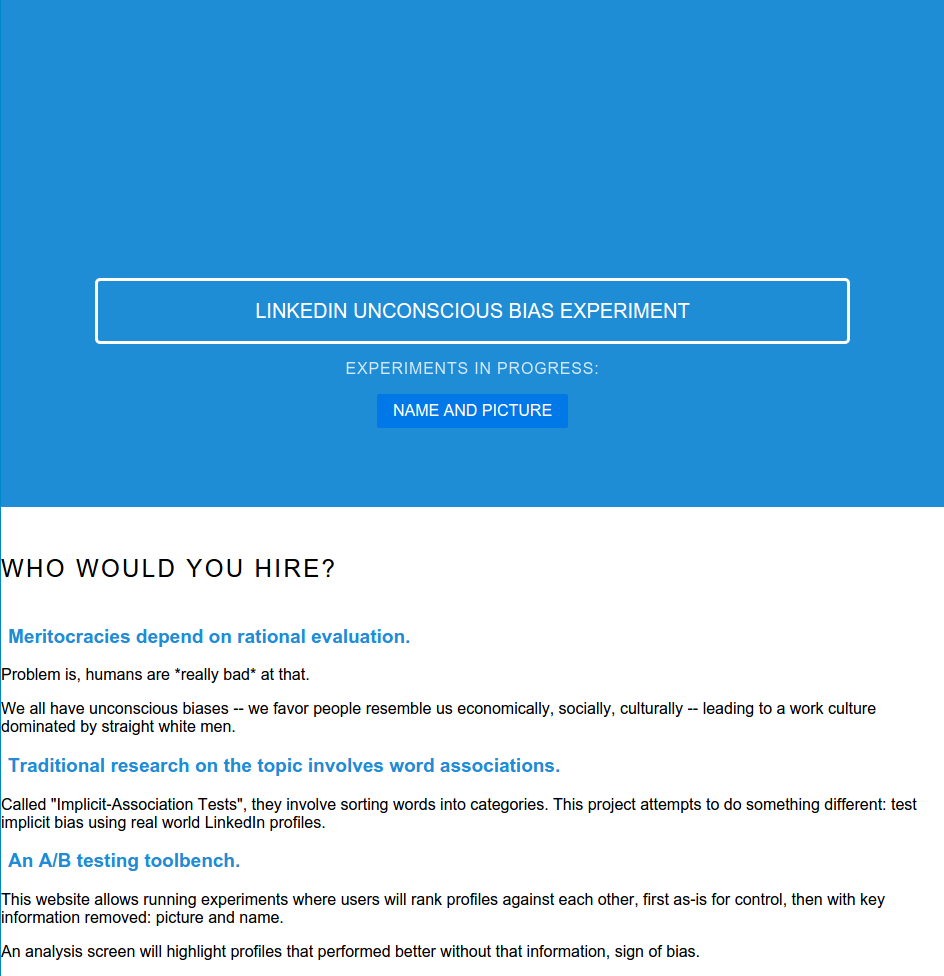 LINKEDIN UNCONSCIOUS BIAS EXPERIMENT
EXPERIMENTS IN PROGRESS:
NAME AND PICTURE
WHO WOULD YOU HIRE?
Meritocracies depend on rational evaluation.
Problem is, humans are *really bad* at that.
We all have unconscious biases -- we favor people resemble us economically, socially, culturally -- leading to a work culture
dominated by straight white men.
Traditional research on the topic involves word associations.
Called "Implicit-Association Tests", they involve sorting words into categories. This project attempts to do something different: test
implicit bias using real world LinkedIn profiles.
An A/B testing toolbench.
This website allows running experiments where users will rank profiles against each other, first as-is for control, then with key
information removed: picture and name.
An analysis screen will highlight profiles that performed better without that information, sign of bias.